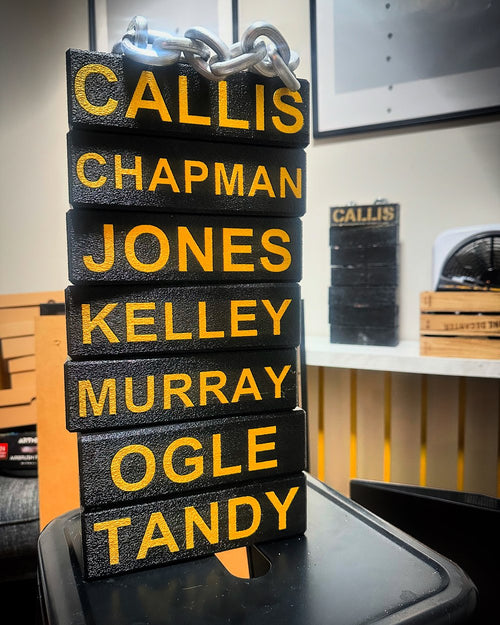 CALLIS
CHAPMAN
JONES
KELLEY
MURRAY
OGLE
TANDY
CALLIS